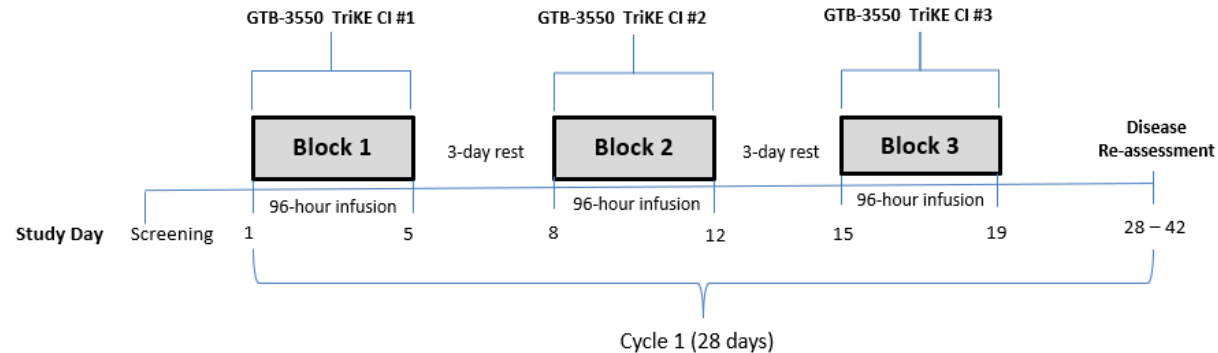 GTB-3550 TriKE CI #1
GTB-3550 TriKE CI #2
GTB-3550 TriKE CI #3
Block 1
3-day rest
Block 2
3-day rest
Block 3
Disease
Re-assessment
96-hour infusion
96-hour infusion
96-hour infusion
Study Day
Screening
1
5
8
12
15
19
28 – 42
Cycle 1 (28 days)